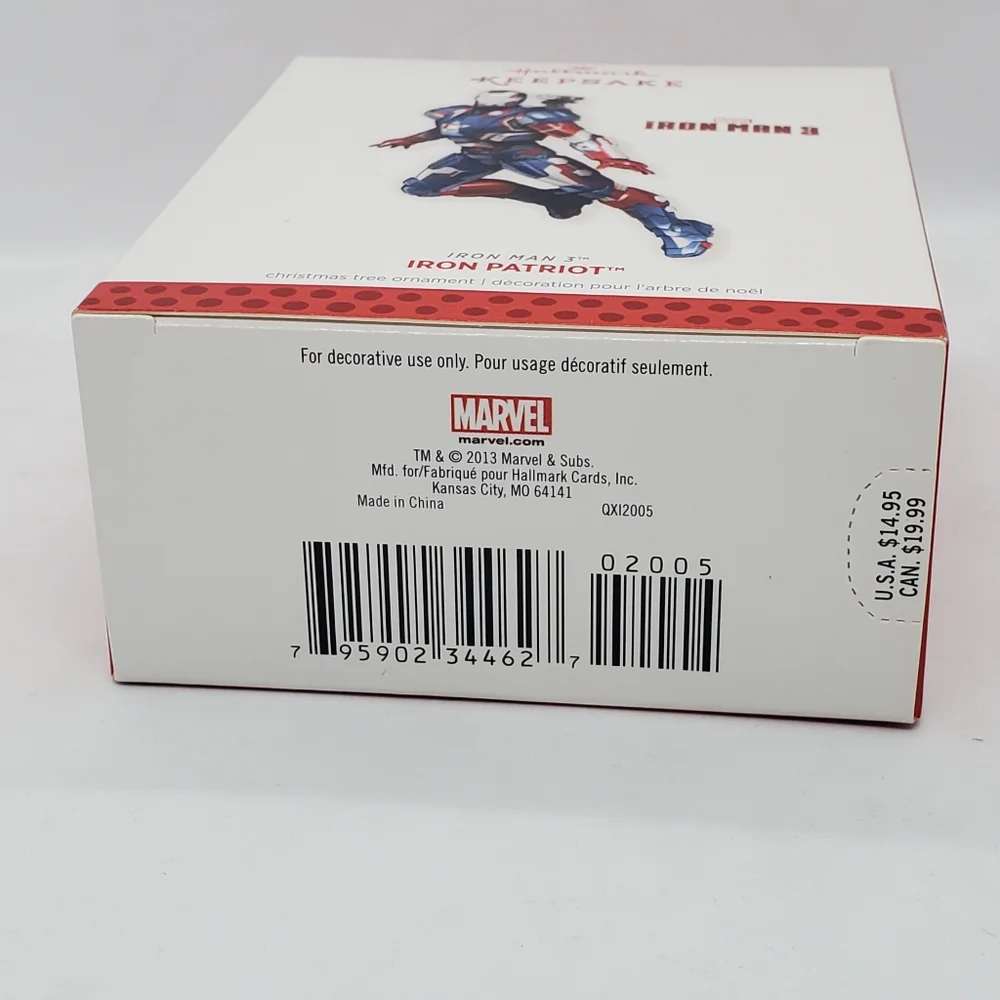 Hallmark
KEEPSAKE
IRON MAN 3
IRON MAN 3™
IRON PATRIOT™
christmas tree ornament | décoration pour l'arbre de noël
For decorative use only. Pour usage décoratif seulement.
MARVEL
marvel.com
TM & © 2013 Marvel & Subs.
Mfd. for/Fabriqué pour Hallmark Cards, Inc.
Kansas City, MO 64141
Made in China QXI2005
02005
7 95902 34462 7
U.S.A. $14.95
CAN. $19.99